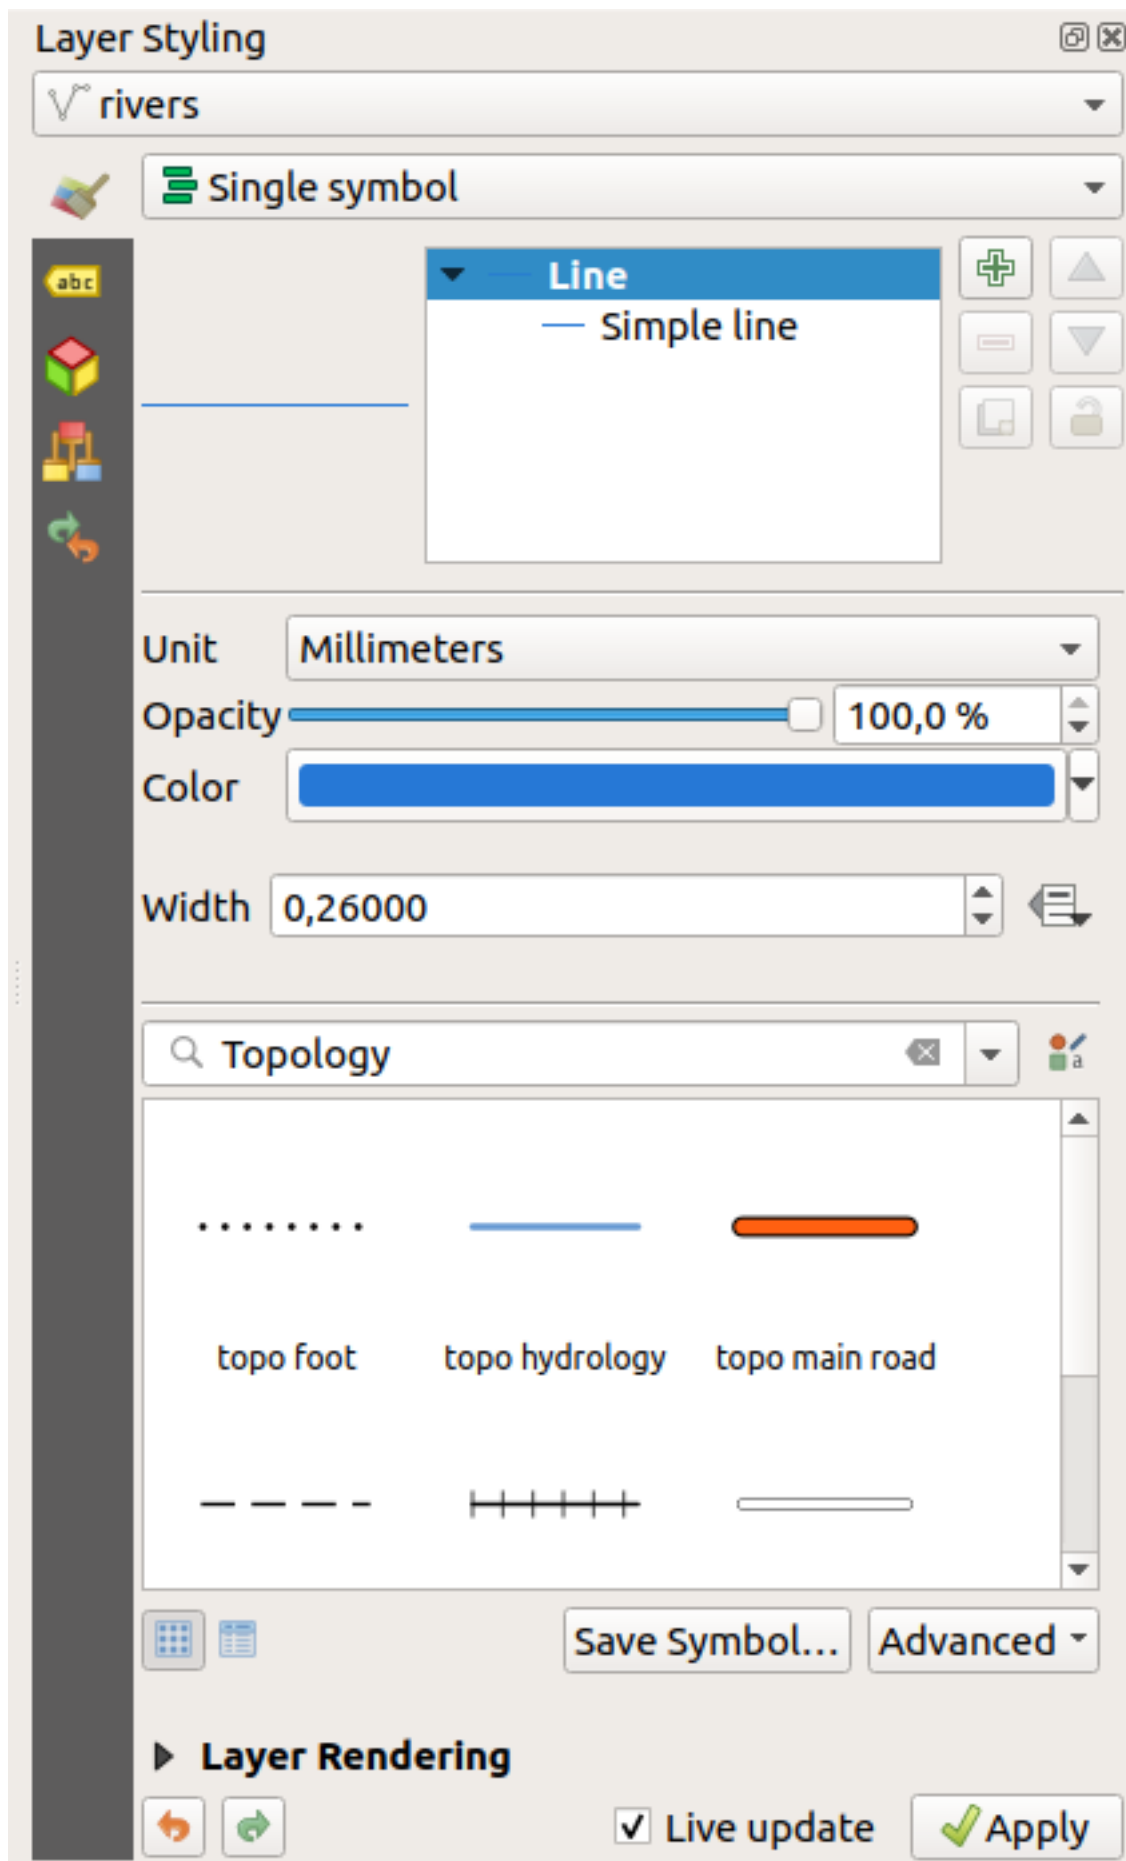 Layer Styling
rivers
Single symbol
abc
Line
Simple line
Unit Millimeters
Opacity 100,0 %
Color
Width 0,26000
Topology
a
topo foot topo hydrology topo main road
Save Symbol... Advanced
Layer Rendering
Live update Apply